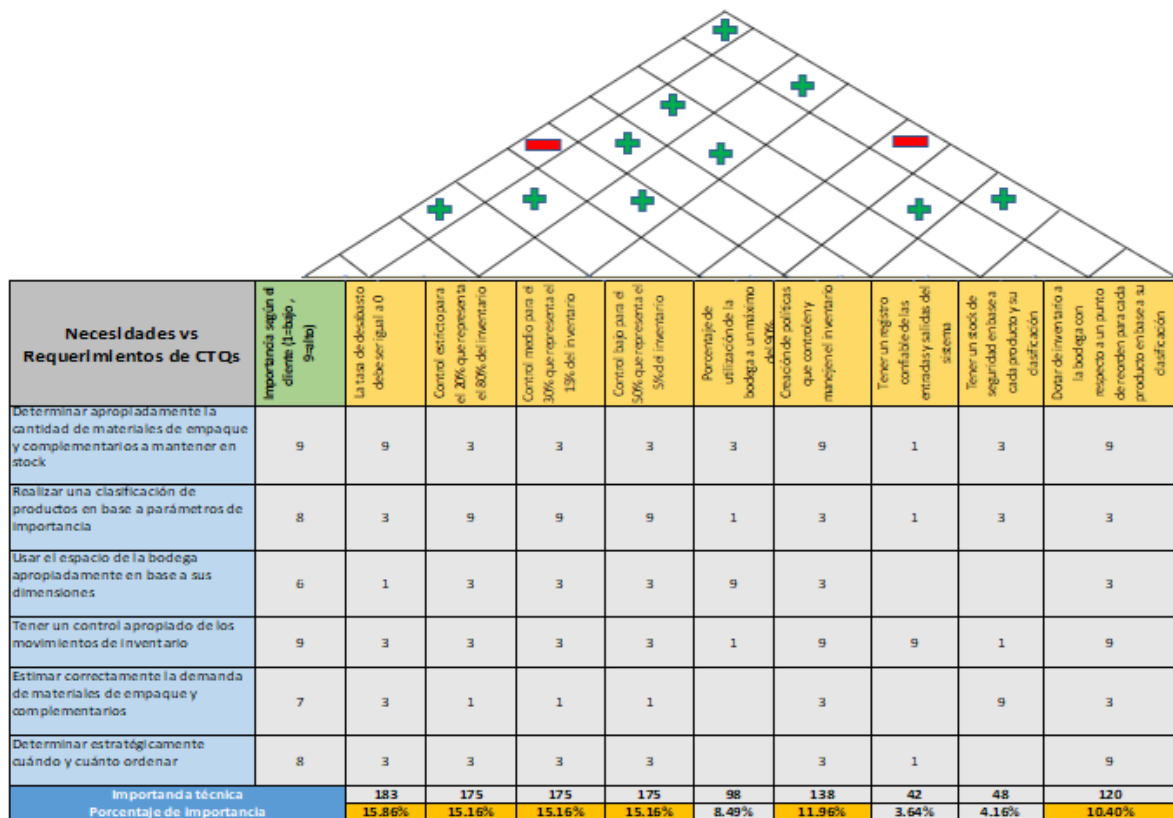 Necesidades vs
Requerimientos de CTQs
Importancia según el
cliente (1=bajo ,
9=alto)
La tasa de desabasto
debe ser igual a 0
Control estricto para
el 20% que representa
el 80% del inventario
Control medio para el
30% que representa el
15% del inventario
Control bajo para el
50% que representa el
5% del inventario
Porcentaje de
utilización de la
bodega a un máximo
del 90%
Creación de políticas
que controlen y
manejen el inventario
Tener un registro
confiable de las
entradas y salidas del
sistema
Tener un stock de
seguridad en base a
cada producto y su
clasificación
Dotar de inventario a
la bodega con
respecto a un punto
de reorden para cada
producto en base a su
clasificación
Determinar apropiadamente la
cantidad de materiales de empaque
y complementarios a mantener en
stock
9 9 3 3 3 3 9 1 3 9
Realizar una clasificación de
productos en base a parámetros de
importancia
8 3 9 9 9 1 3 1 3 3
Usar el espacio de la bodega
apropiadamente en base a sus
dimensiones
6 1 3 3 3 9 3 3
Tener un control apropiado de los
movimientos de inventario
9 3 3 3 3 1 9 9 1 9
Estimar correctamente la demanda
de materiales de empaque y
complementarios
7 3 1 1 1 3 9 3
Determinar estratégicamente
cuándo y cuánto ordenar
8 3 3 3 3 3 1 9
Importancia técnica 183 175 175 175 98 138 42 48 120
Porcentaje de importancia 15.86% 15.16% 15.16% 15.16% 8.49% 11.96% 3.64% 4.16% 10.40%